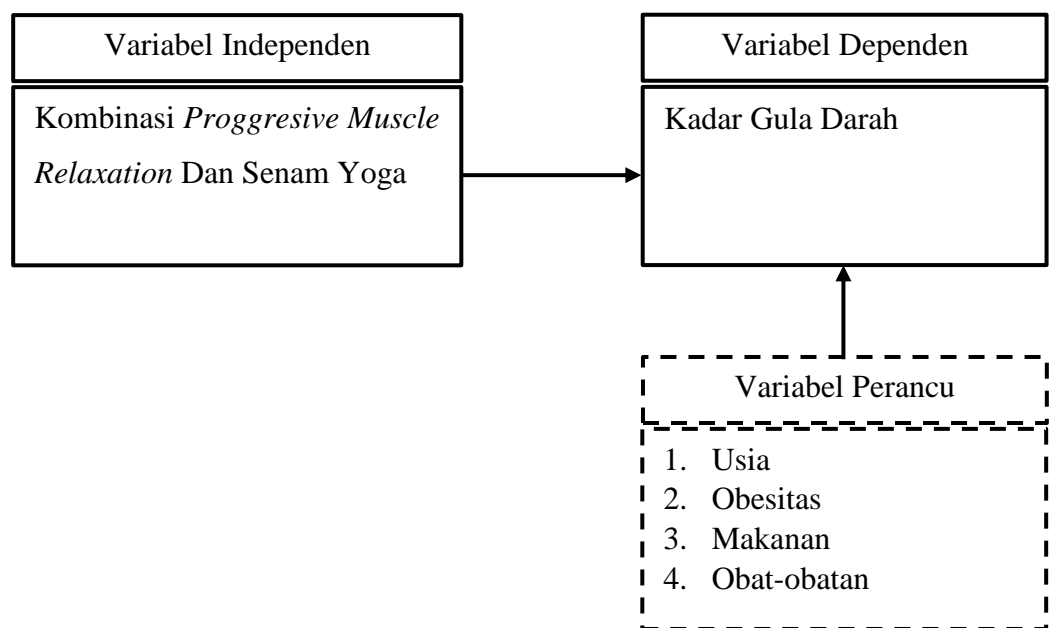 Variabel Independen
Kombinasi Proggresive Muscle
Relaxation Dan Senam Yoga
Variabel Dependen
Kadar Gula Darah
Variabel Perancu
1. Usia
2. Obesitas
3. Makanan
4. Obat-obatan